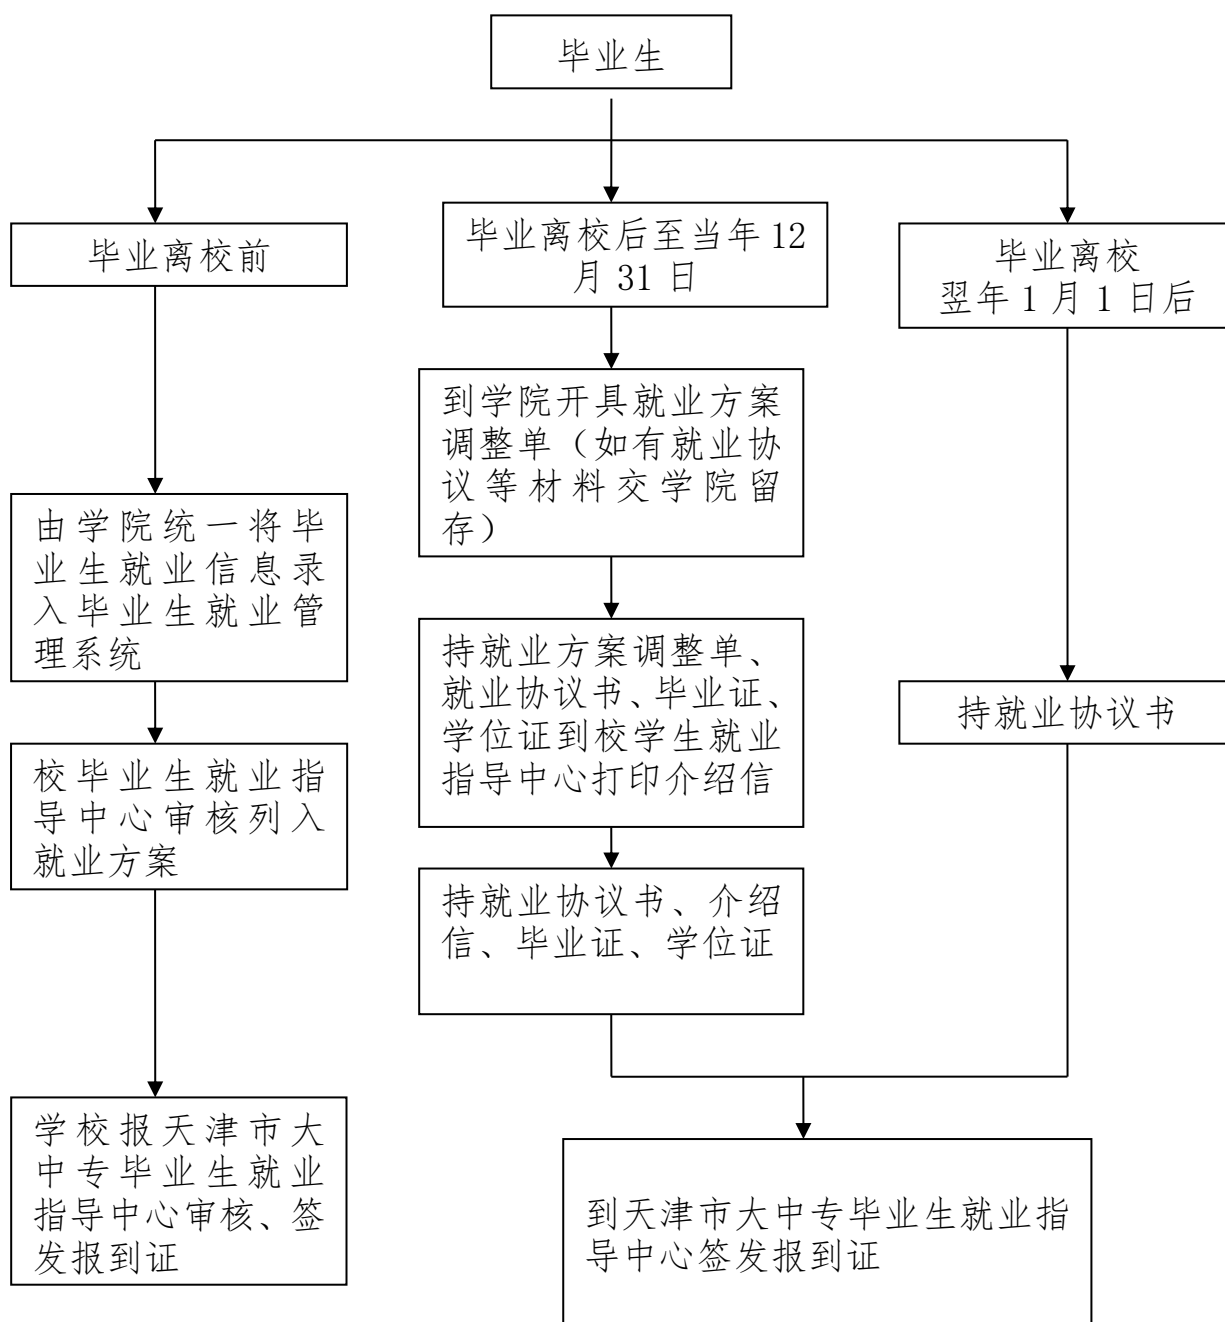 毕业生
毕业离校前
由学院统一将毕
业生就业信息录
入毕业生就业管
理系统
校毕业生就业指
导中心审核列入
就业方案
学校报天津市大
中专毕业生就业
指导中心审核、签
发报到证
毕业离校后至当年 12
月 31 日
到学院开具就业方案
调整单（如有就业协
议等材料交学院留
存）
持就业方案调整单、
就业协议书、毕业证、
学位证到校学生就业
指导中心打印介绍信
持就业协议书、介绍
信、毕业证、学位证
毕业离校
翌年 1 月 1 日后
持就业协议书
到天津市大中专毕业生就业指
导中心签发报到证